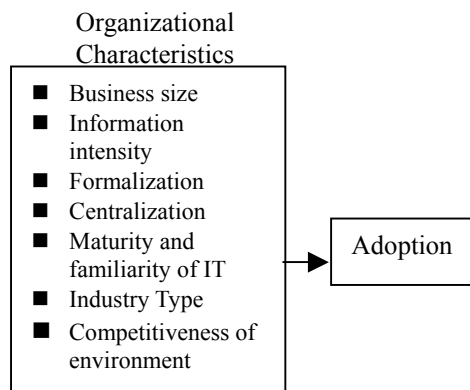 Organizational
Characteristics
■ Business size
■ Information
intensity
■ Formalization
■ Centralization
■ Maturity and
familiarity of IT
■ Industry Type
■ Competitiveness of
environment
Adoption